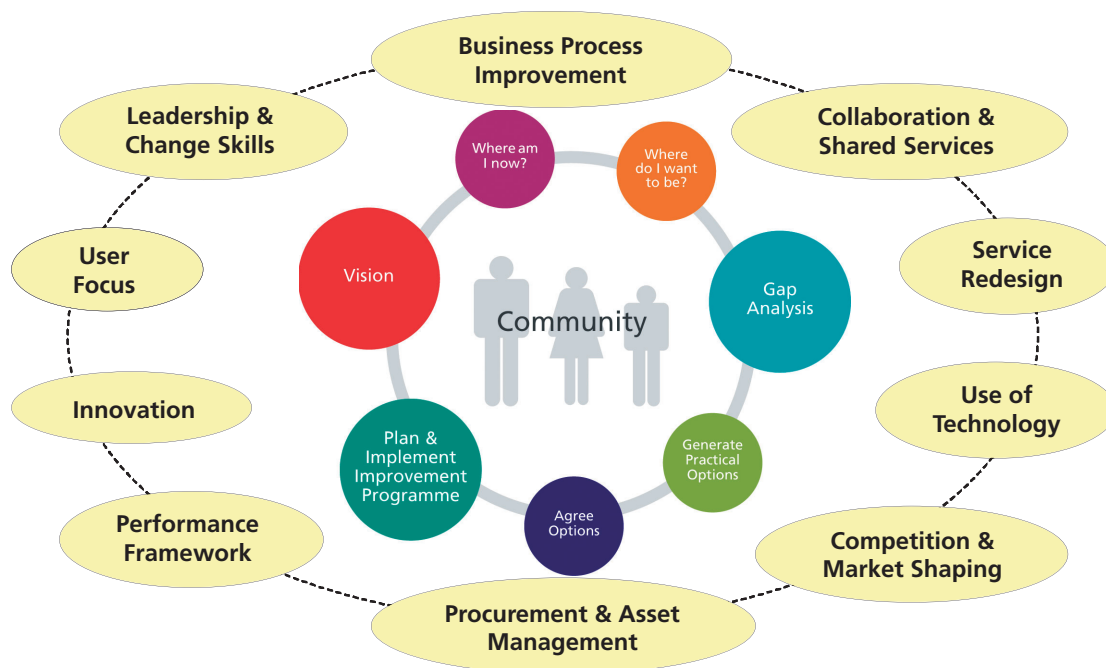 Business Process
Improvement
Leadership &
Change Skills
Collaboration &
Shared Services
Where am
I now?
Where
do I want
to be?
User
Focus
Service
Redesign
Vision
Gap
Analysis
Community
Innovation
Use of
Technology
Plan &
Implement
Improvement
Programme
Generate
Practical
Options
Agree
Options
Performance
Framework
Competition &
Market Shaping
Procurement & Asset
Management